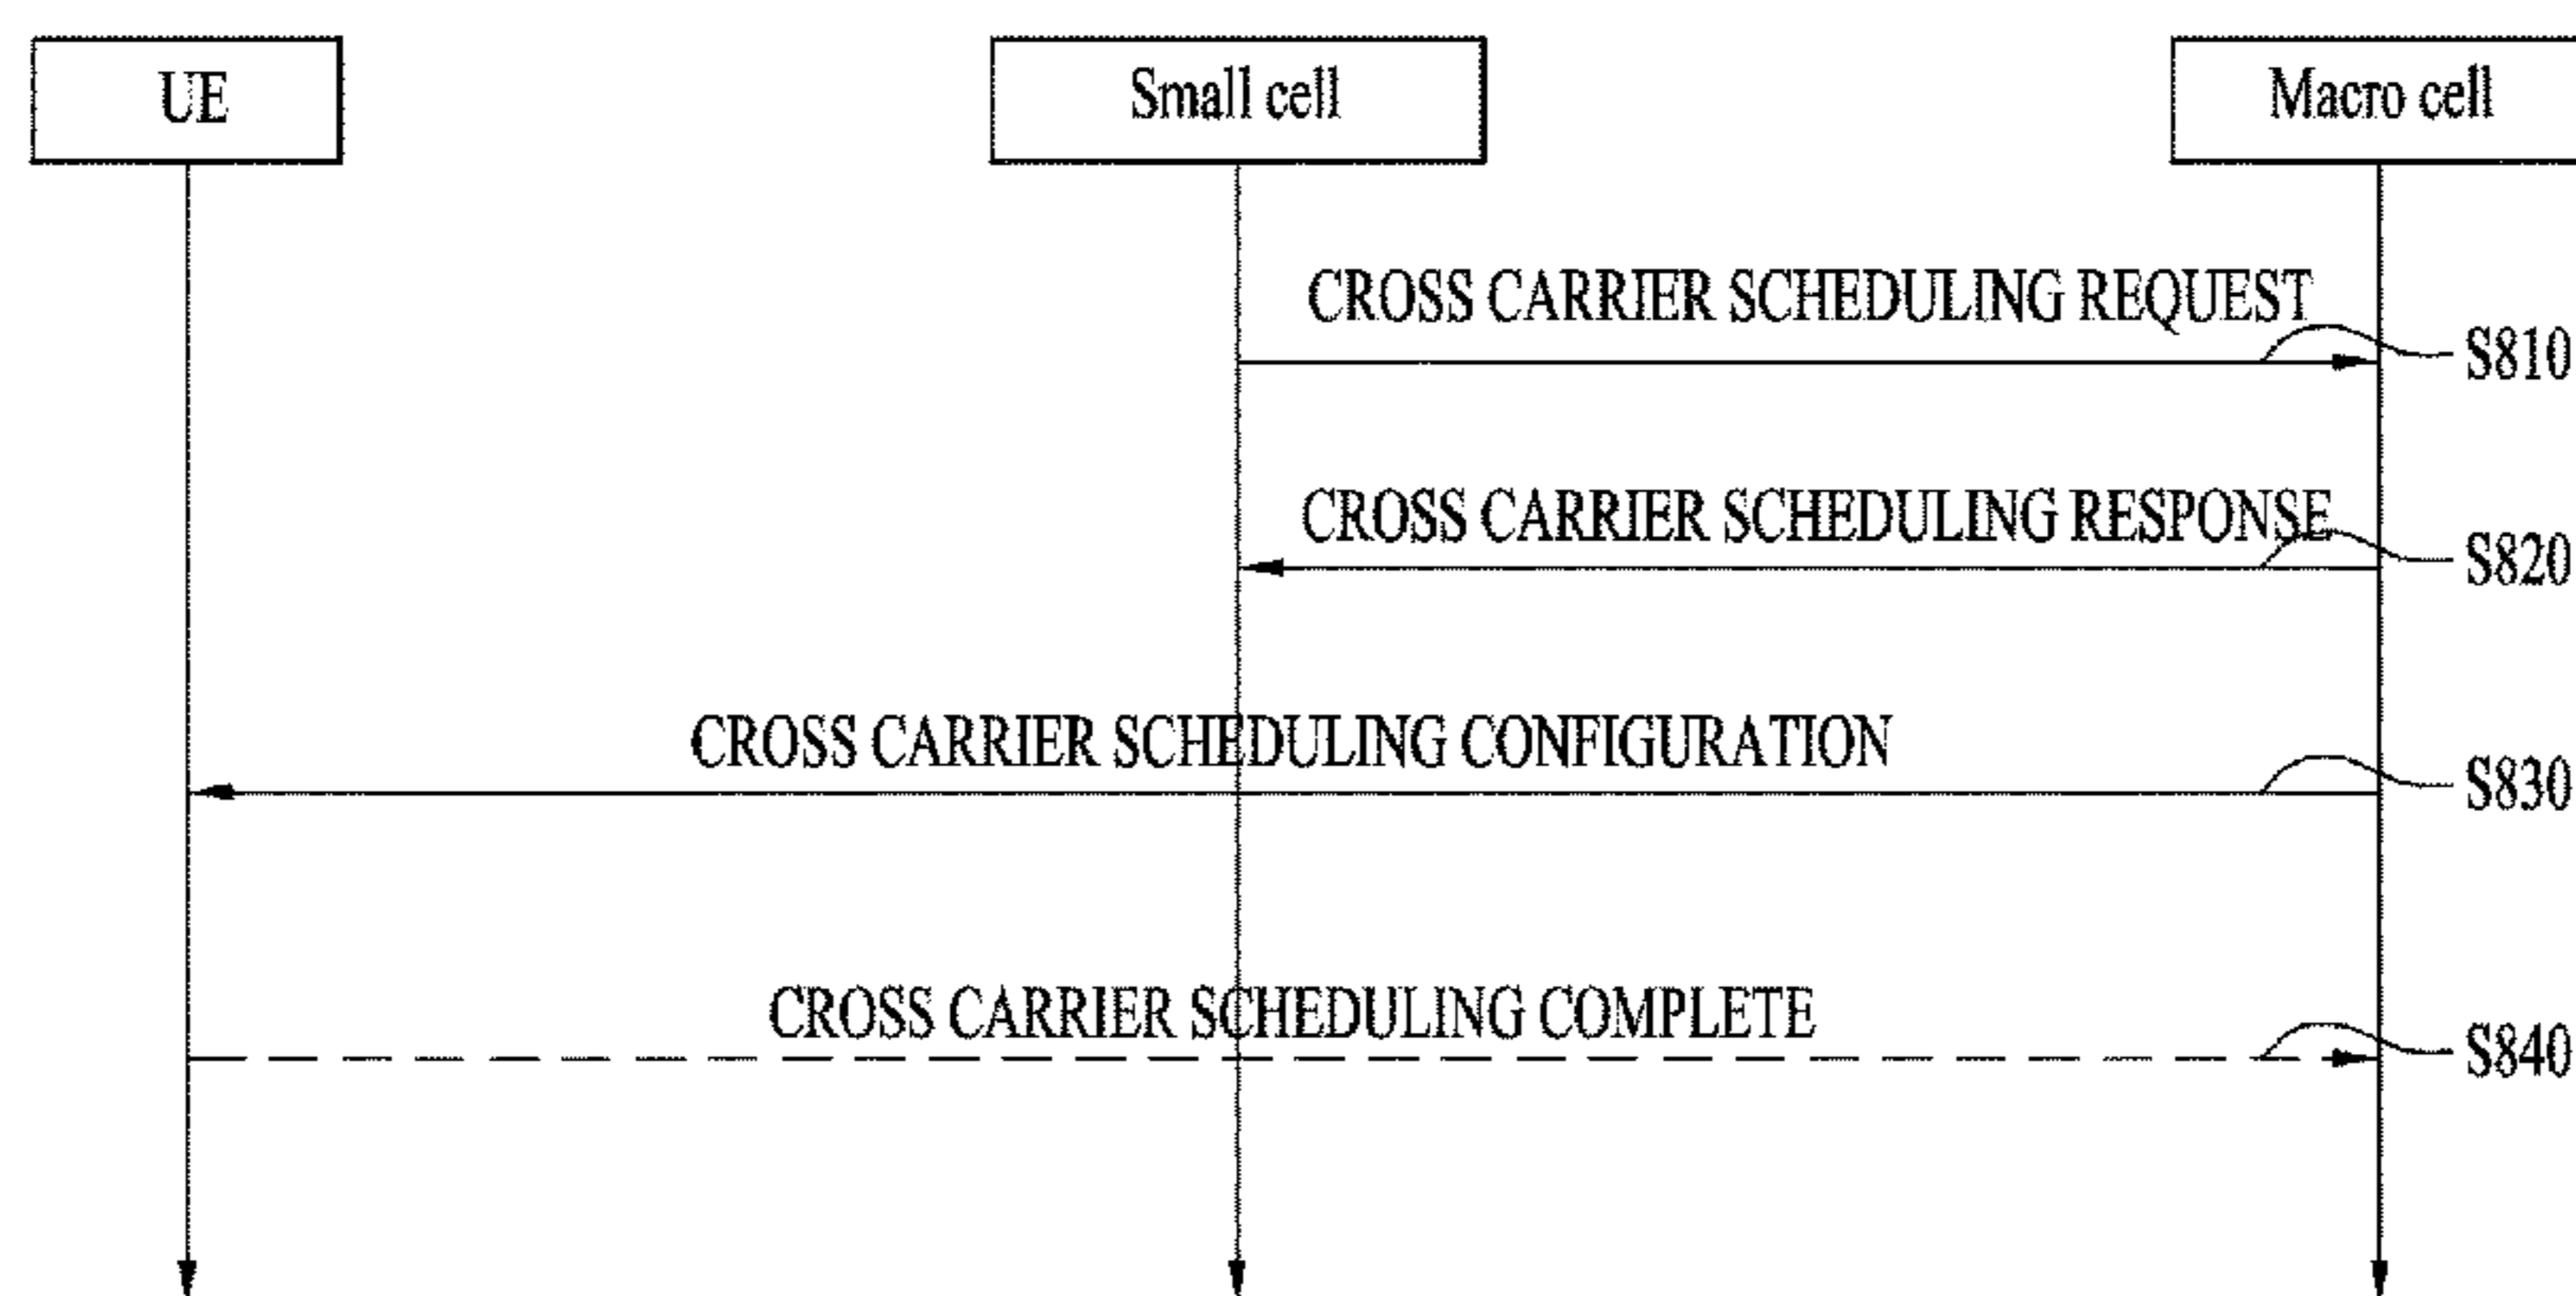 UE
Small cell
Macro cell
CROSS CARRIER SCHEDULING REQUEST
S810
CROSS CARRIER SCHEDULING RESPONSE
S820
CROSS CARRIER SCHEDULING CONFIGURATION
S830
CROSS CARRIER SCHEDULING COMPLETE
S840